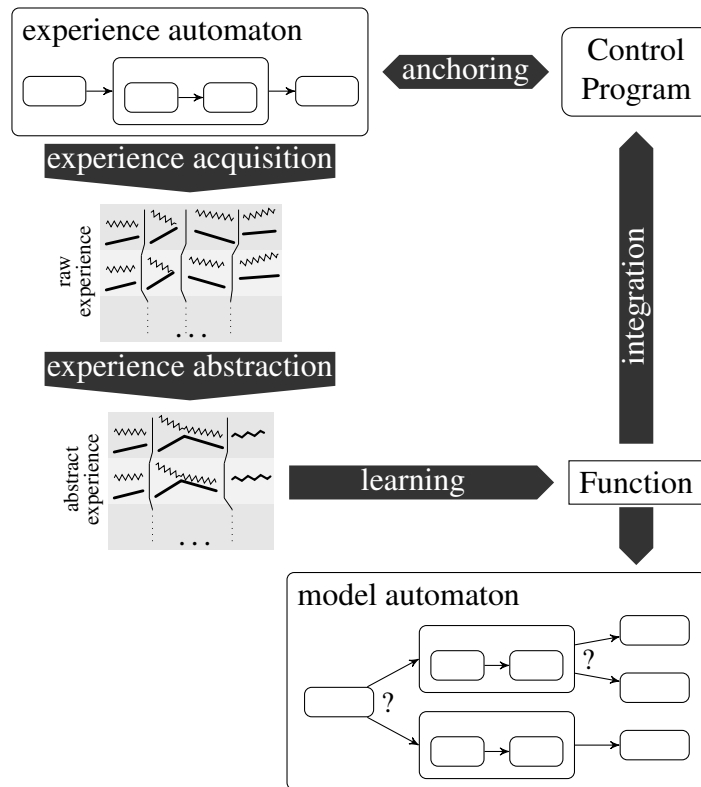 experience automaton
anchoring
Control
Program
experience acquisition
raw
experience
. . .
integration
experience abstraction
abstract
experience
. . .
learning
Function
model automaton
?
?